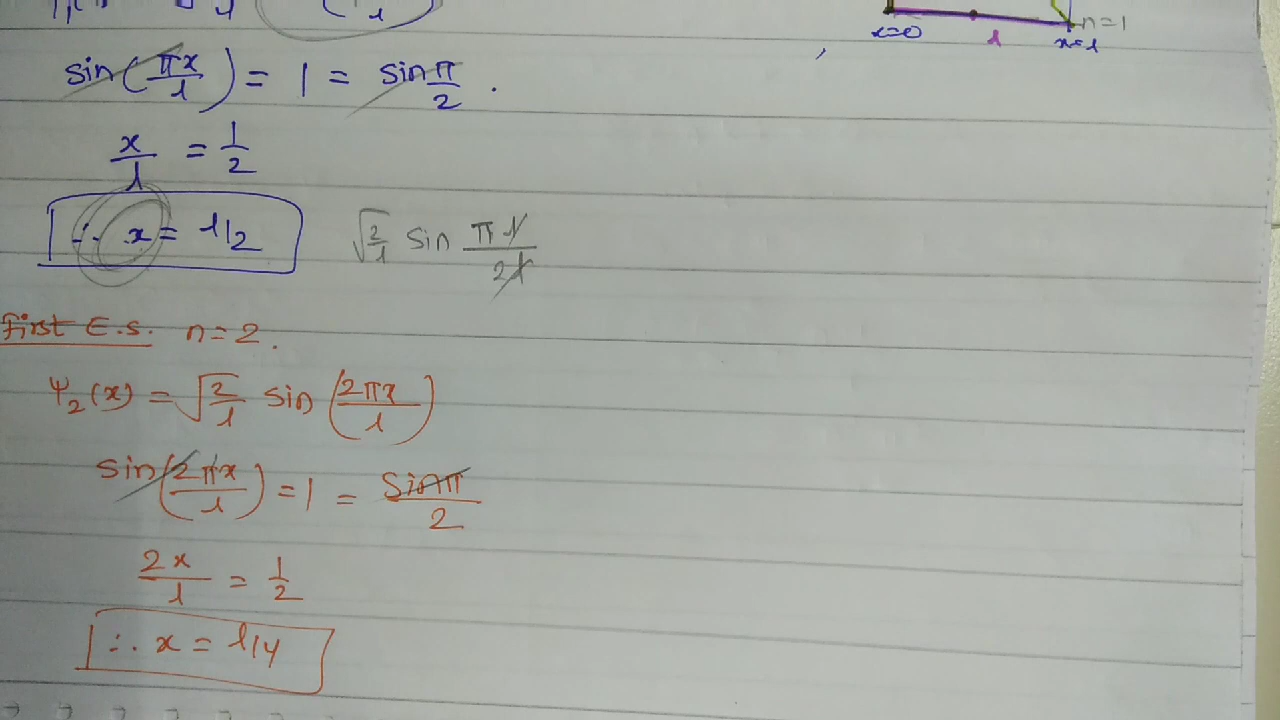 x=0 l x=l n=1
sin(πx/l) = 1 = sin π/2 .
x/l = 1/2
∴ x = l/2 √2/l sin πl/2l
First E.s. n=2.
Ψ₂(x) = √2/l sin (2πx/l)
sin(2πx/l) = 1 = sinπ/2
2x/l = 1/2
∴ x = l/4